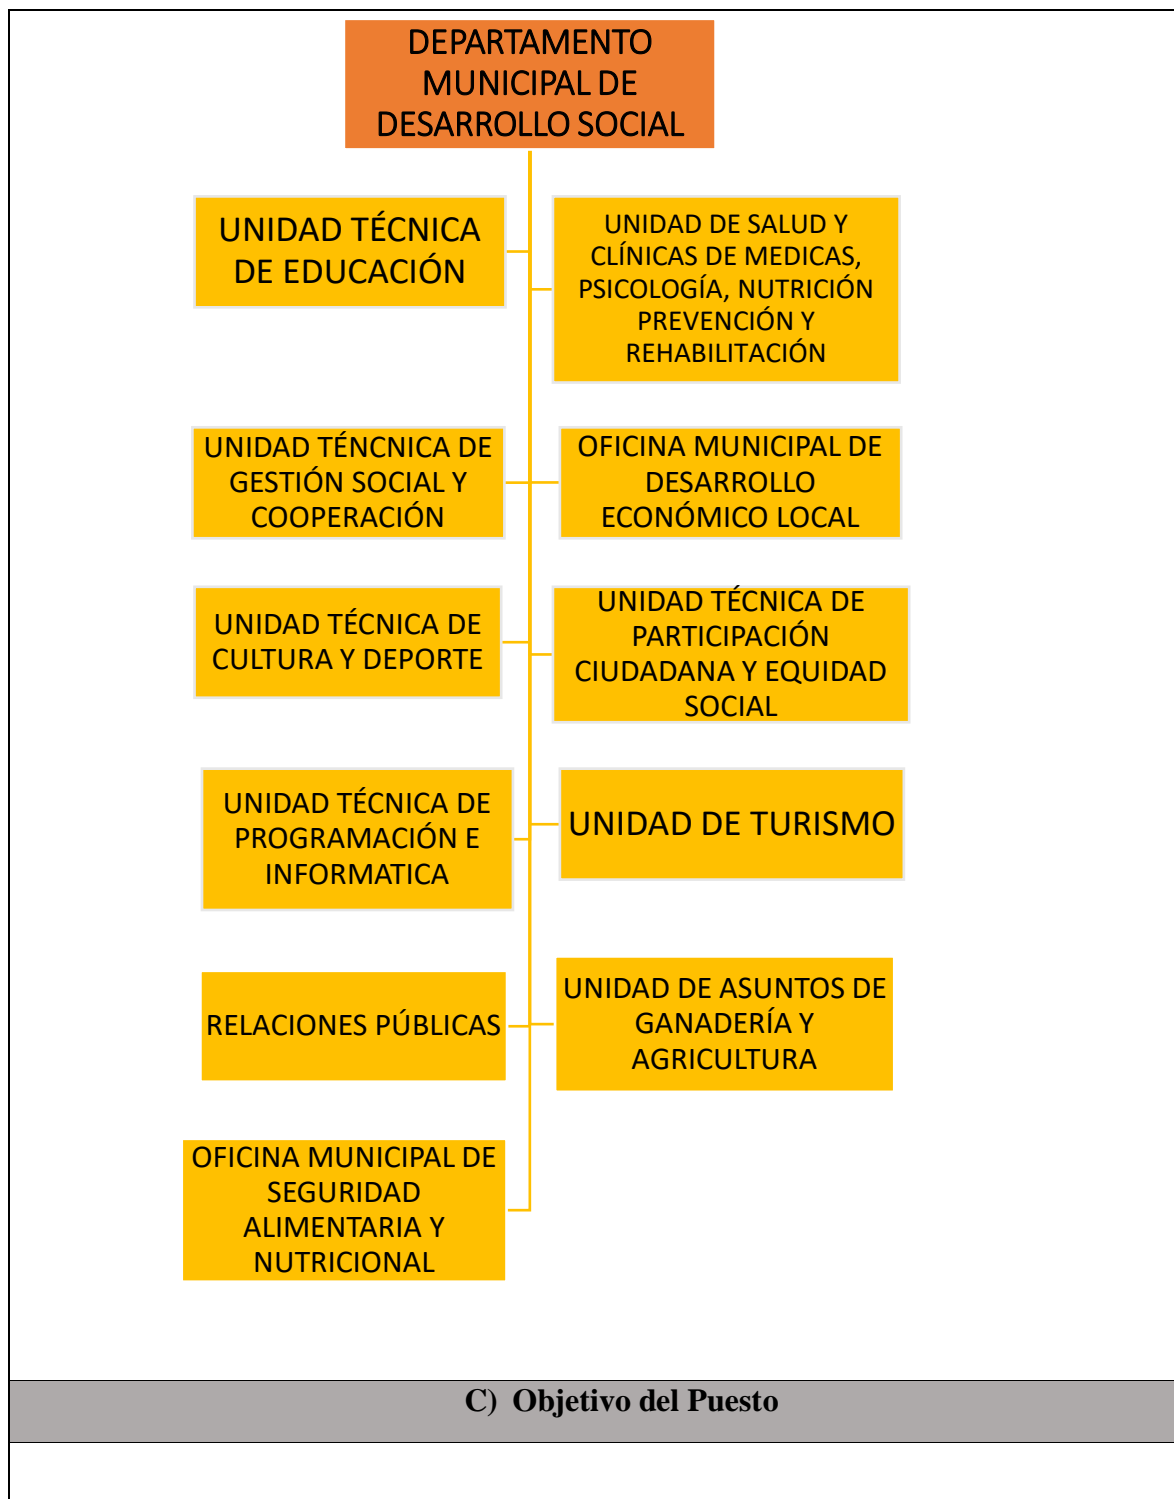 DEPARTAMENTO
MUNICIPAL DE
DESARROLLO SOCIAL
UNIDAD TÉCNICA
DE EDUCACIÓN
UNIDAD DE SALUD Y
CLÍNICAS DE MEDICAS,
PSICOLOGÍA, NUTRICIÓN
PREVENCIÓN Y
REHABILITACIÓN
UNIDAD TÉNCNICA DE
GESTIÓN SOCIAL Y
COOPERACIÓN
OFICINA MUNICIPAL DE
DESARROLLO
ECONÓMICO LOCAL
UNIDAD TÉCNICA DE
CULTURA Y DEPORTE
UNIDAD TÉCNICA DE
PARTICIPACIÓN
CIUDADANA Y EQUIDAD
SOCIAL
UNIDAD TÉCNICA DE
PROGRAMACIÓN E
INFORMATICA
UNIDAD DE TURISMO
RELACIONES PÚBLICAS
UNIDAD DE ASUNTOS DE
GANADERÍA Y
AGRICULTURA
OFICINA MUNICIPAL DE
SEGURIDAD
ALIMENTARIA Y
NUTRICIONAL
C) Objetivo del Puesto